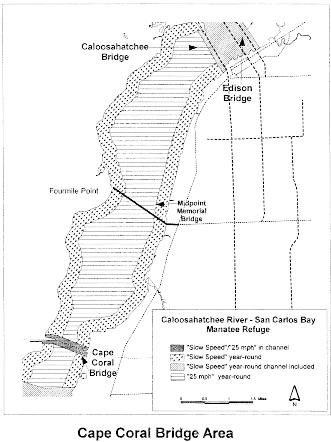 Caloosahatchee
Bridge
Edison
Bridge
Fourmile Point
Midpoint
Memorial
Bridge
Cape
Coral
Bridge
Caloosahatchee River - San Carlos Bay
Manatee Refuge
"Slow Speed"/"25 mph" in channel
"Slow Speed" year-round
"Slow Speed" year-round channel included
"25 mph" year-round
0 0.5 1 1.5 Miles
N
Cape Coral Bridge Area